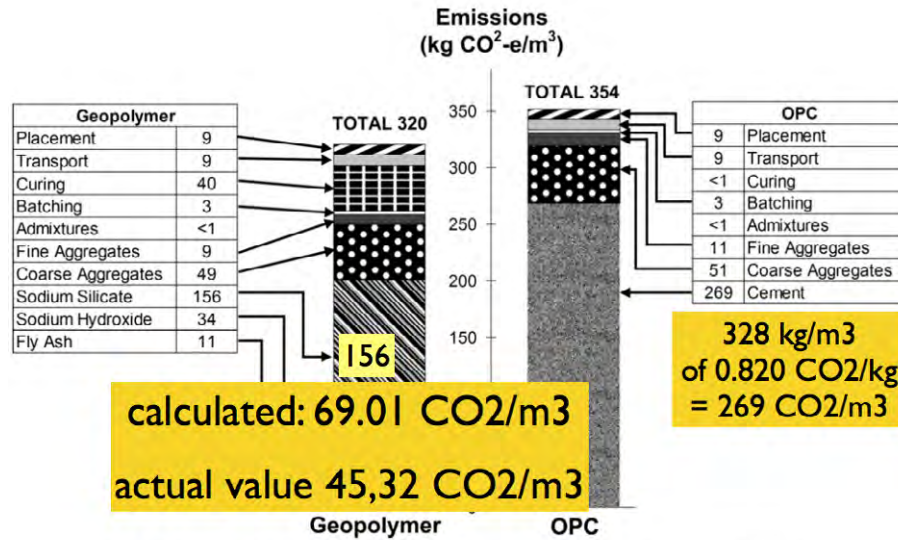 Emissions
(kg CO2-e/m3)
Geopolymer
Placement 9
Transport 9
Curing 40
Batching 3
Admixtures <1
Fine Aggregates 9
Coarse Aggregates 49
Sodium Silicate 156
Sodium Hydroxide 34
Fly Ash 11
TOTAL 320
350
300
250
200
150
TOTAL 354
OPC
9 Placement
9 Transport
<1 Curing
3 Batching
<1 Admixtures
11 Fine Aggregates
51 Coarse Aggregates
269 Cement
156
328 kg/m3
of 0.820 CO2/kg
= 269 CO2/m3
calculated: 69.01 CO2/m3
actual value 45,32 CO2/m3
Geopolymer
OPC